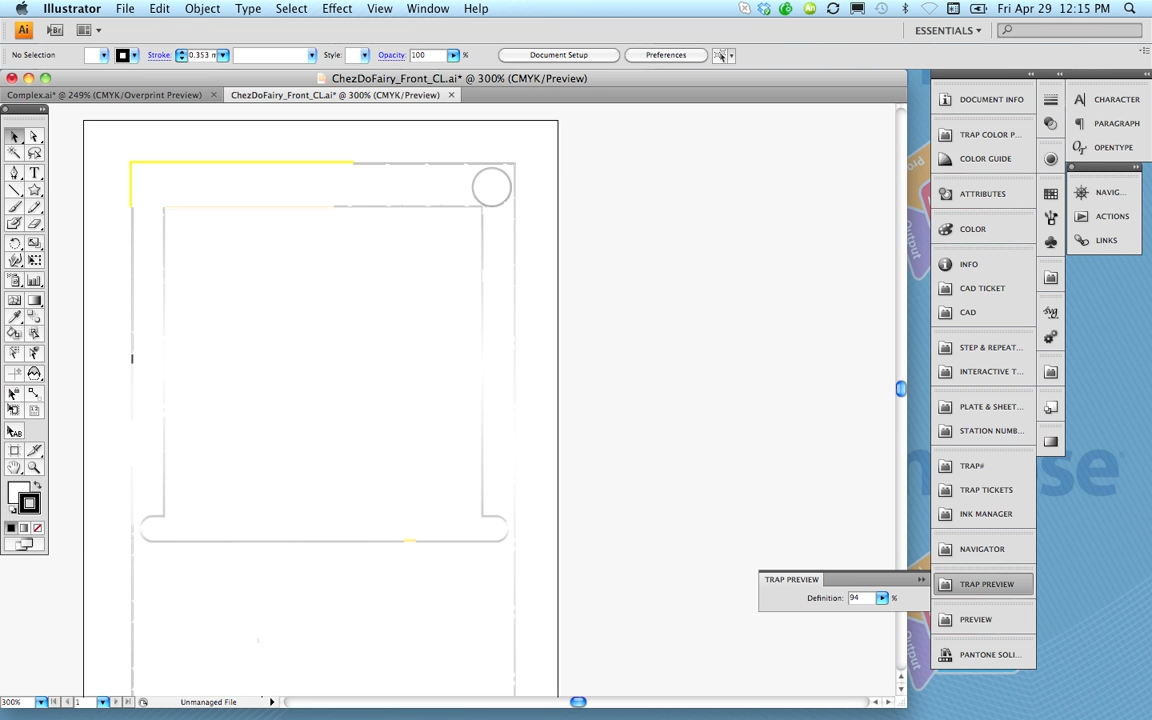 Illustrator File Edit Object Type Select Effect View Window Help Fri Apr 29 12:15 PM
Ai Br ESSENTIALS
No Selection Stroke: 0.353 m Style: Opacity: 100 % Document Setup Preferences
ChezDoFairy_Front_CL.ai* @ 300% (CMYK/Preview)
Complex.ai* @ 249% (CMYK/Overprint Preview) ChezDoFairy_Front_CL.ai* @ 300% (CMYK/Preview)
DOCUMENT INFO
CHARACTER
PARAGRAPH
OPENTYPE
TRAP COLOR P...
COLOR GUIDE
ATTRIBUTES
NAVIG...
ACTIONS
LINKS
COLOR
INFO
CAD TICKET
CAD
STEP & REPEAT...
INTERACTIVE T...
PLATE & SHEET...
STATION NUMB...
TRAP#
TRAP TICKETS
INK MANAGER
NAVIGATOR
TRAP PREVIEW
PREVIEW
PANTONE SOLI...
TRAP PREVIEW
Definition: 94 %
300% 1 Unmanaged File
Output
Output